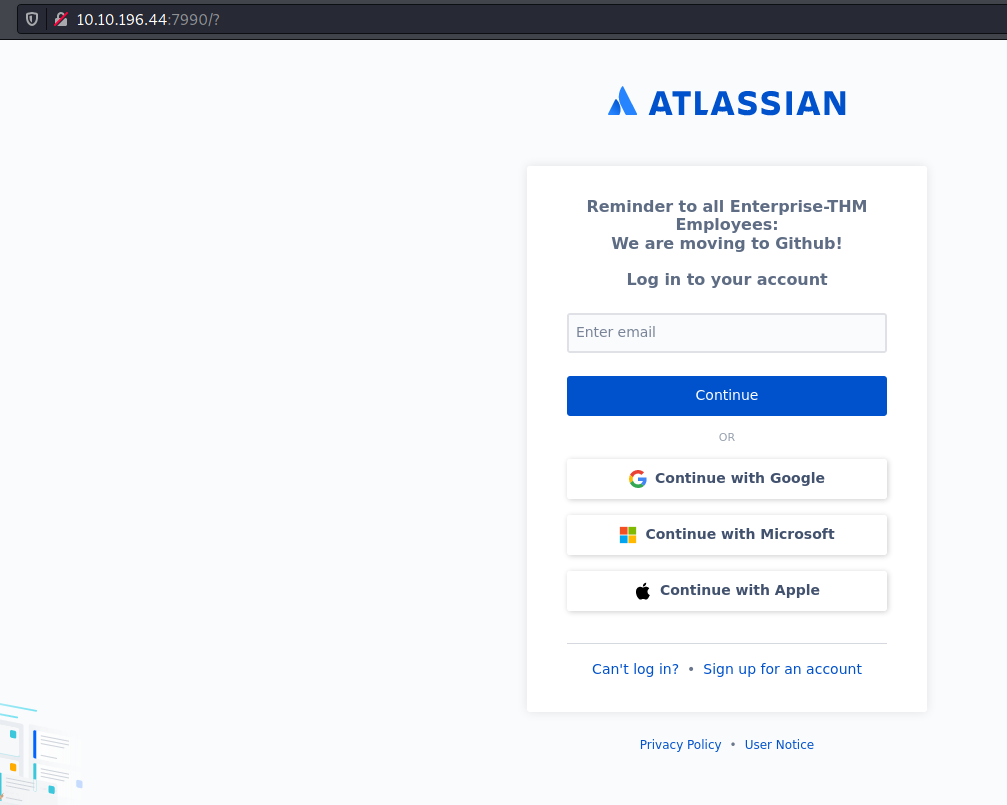 10.10.196.44:7990/?
ATLASSIAN
Reminder to all Enterprise-THM
Employees:
We are moving to Github!
Log in to your account
Enter email
Continue
OR
Continue with Google
Continue with Microsoft
Continue with Apple
Can't log in? • Sign up for an account
Privacy Policy • User Notice